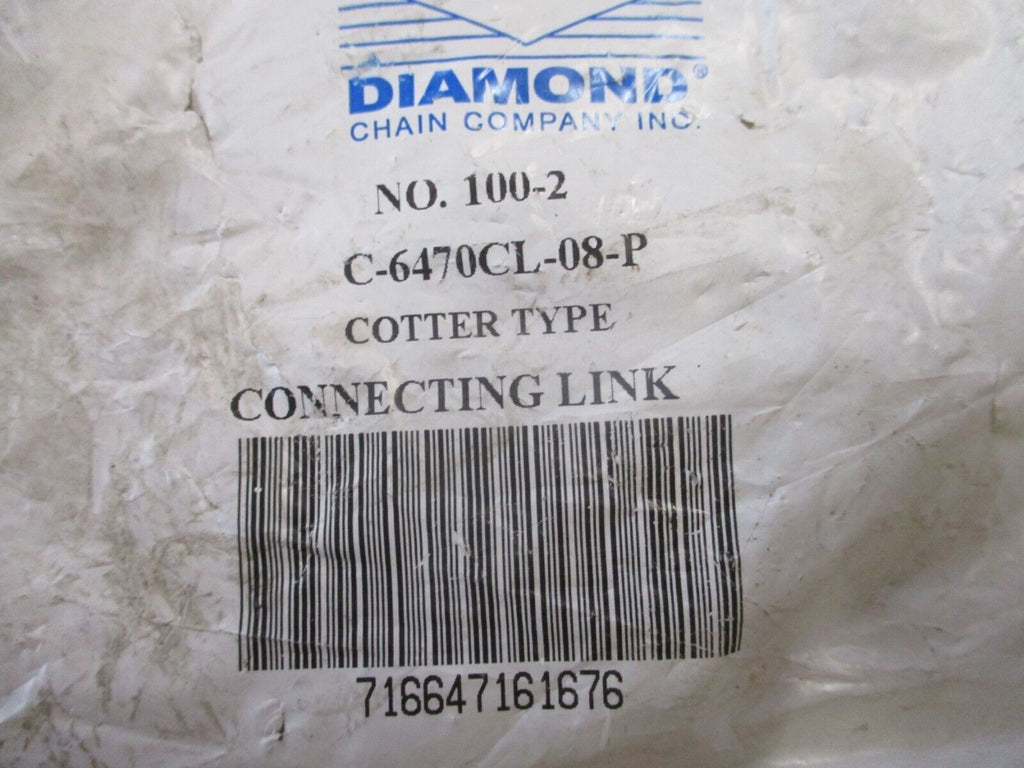 DIAMOND®
CHAIN COMPANY INC.
NO. 100-2
C-6470CL-08-P
COTTER TYPE
CONNECTING LINK
716647161676